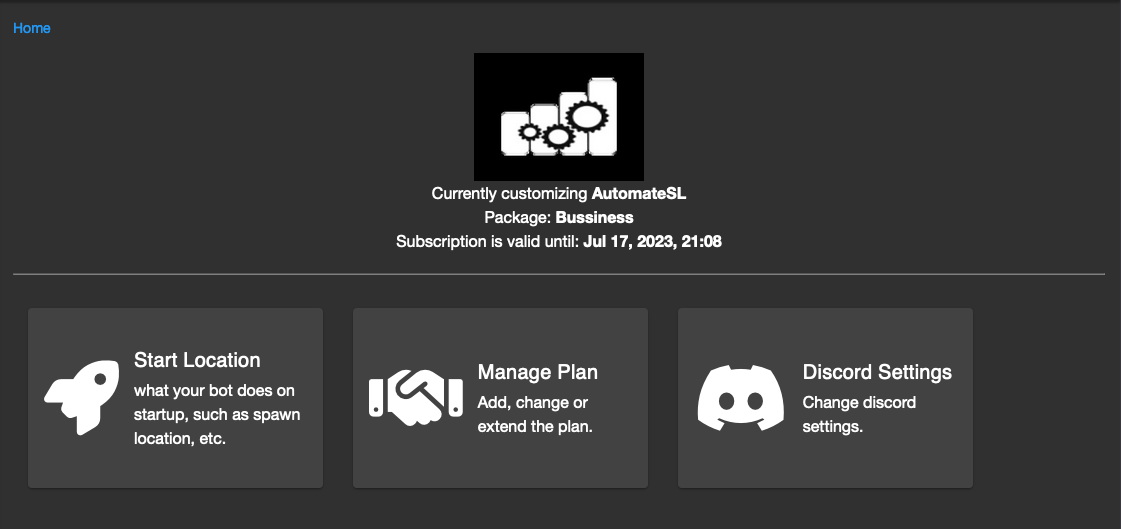 Home
Currently customizing AutomateSL
Package: Bussiness
Subscription is valid until: Jul 17, 2023, 21:08
Start Location
what your bot does on
startup, such as spawn
location, etc.
Manage Plan
Add, change or
extend the plan.
Discord Settings
Change discord
settings.